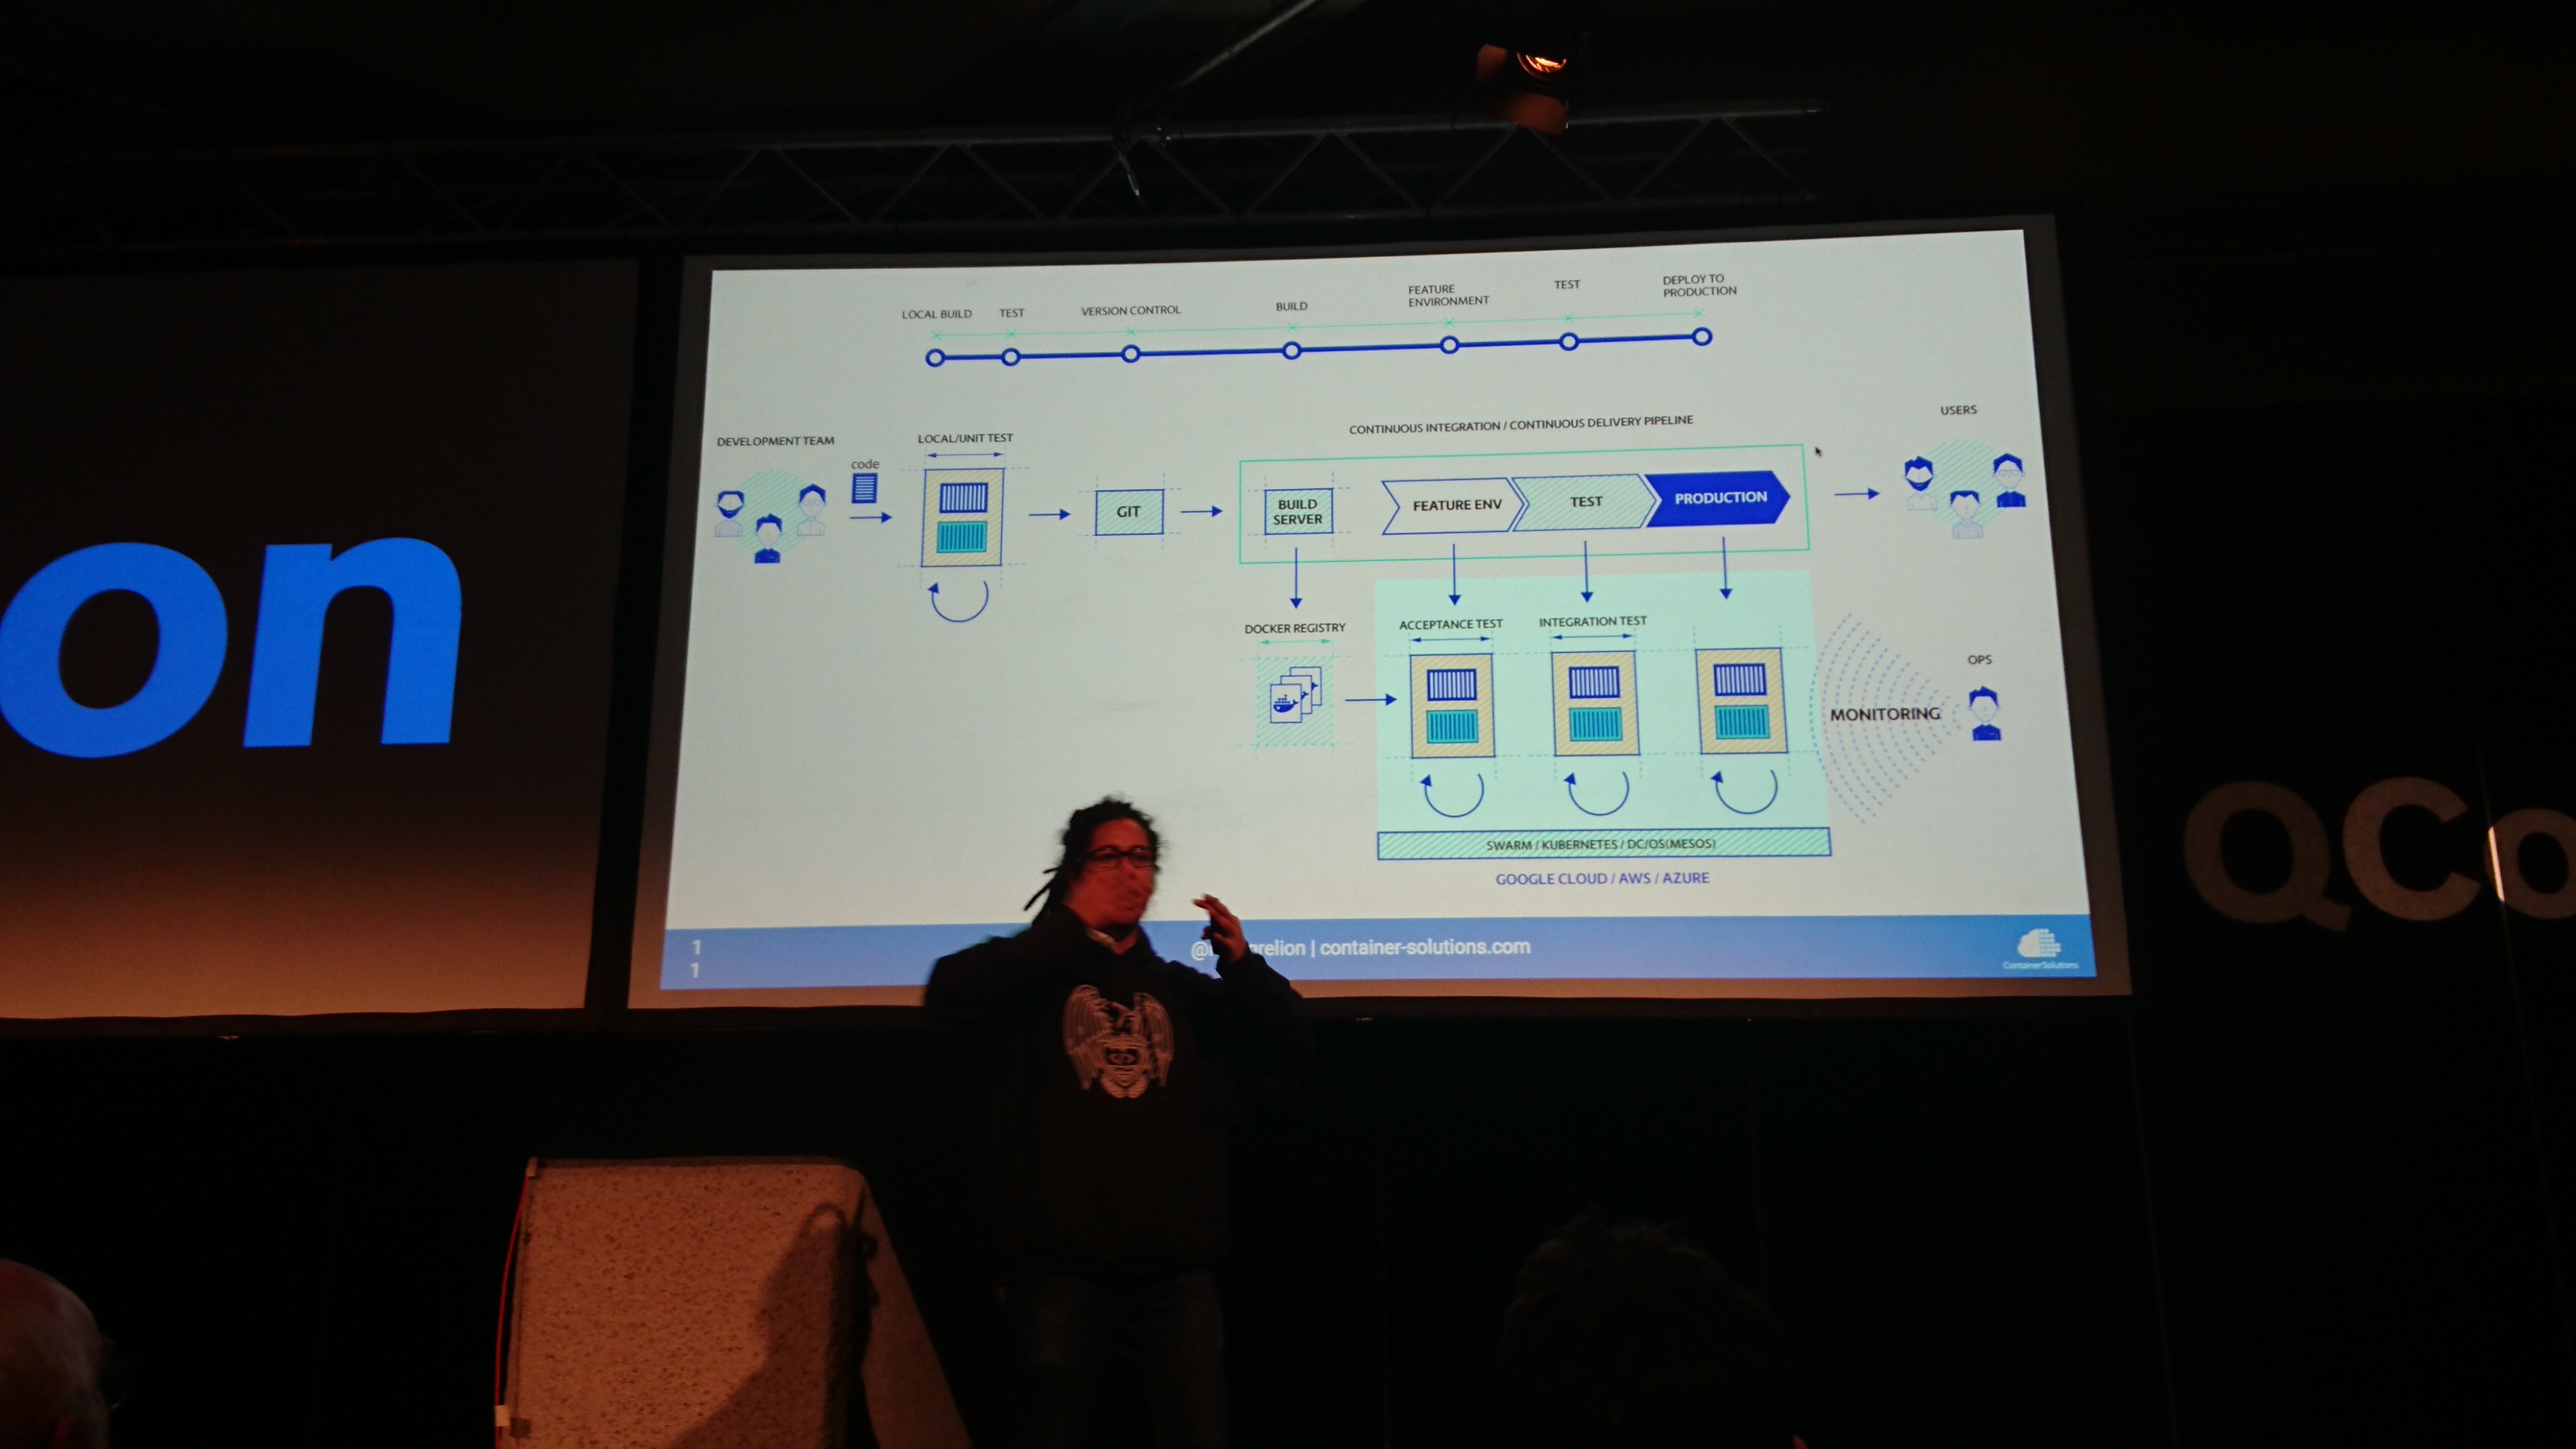 on
LOCAL BUILD
TEST
VERSION CONTROL
BUILD
FEATURE
ENVIRONMENT
TEST
DEPLOY TO
PRODUCTION
DEVELOPMENT TEAM
code
LOCAL/UNIT TEST
GIT
CONTINUOUS INTEGRATION / CONTINUOUS DELIVERY PIPELINE
BUILD
SERVER
FEATURE ENV
TEST
PRODUCTION
USERS
DOCKER REGISTRY
ACCEPTANCE TEST
INTEGRATION TEST
MONITORING
OPS
SWARM / KUBERNETES / DC/OS(MESOS)
GOOGLE CLOUD / AWS / AZURE
1
1
relion | container-solutions.com
ContainerSolutions
QCo